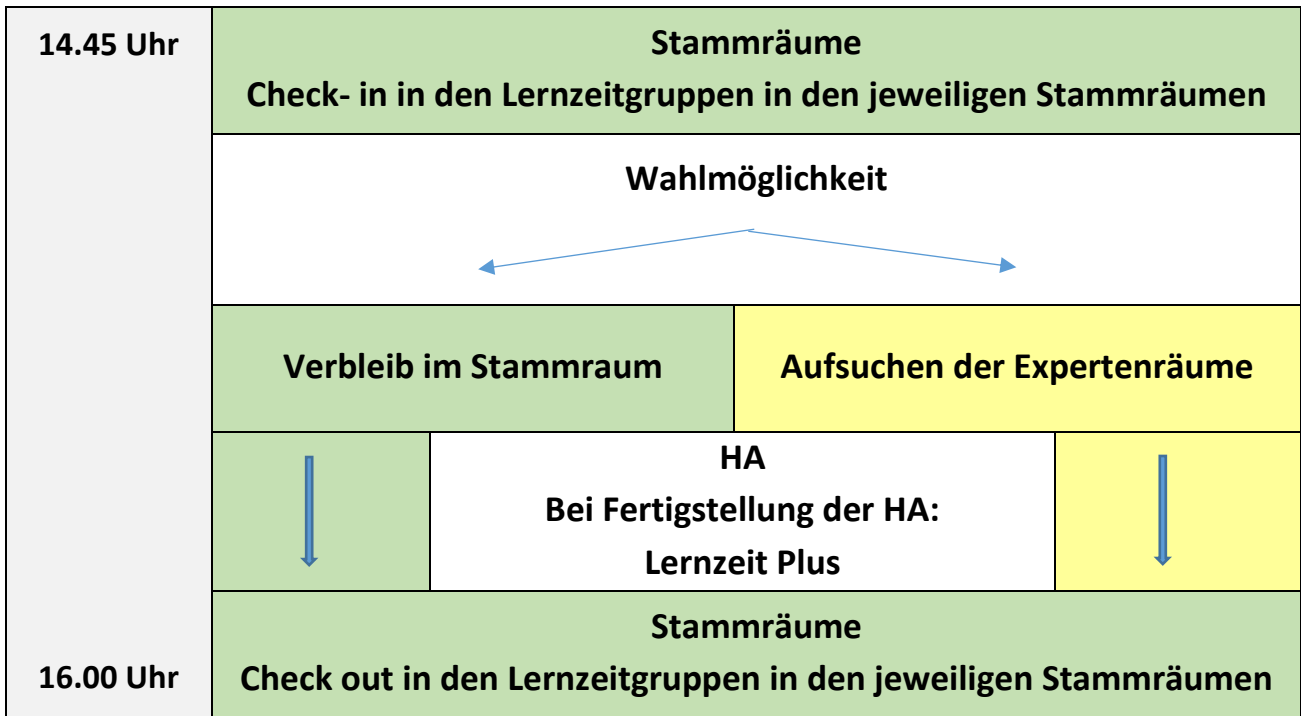 14.45 Uhr
Stammräume
Check- in in den Lernzeitgruppen in den jeweiligen Stammräumen
Wahlmöglichkeit
Verbleib im Stammraum
Aufsuchen der Expertenräume
HA
Bei Fertigstellung der HA:
Lernzeit Plus
Stammräume
16.00 Uhr
Check out in den Lernzeitgruppen in den jeweiligen Stammräumen